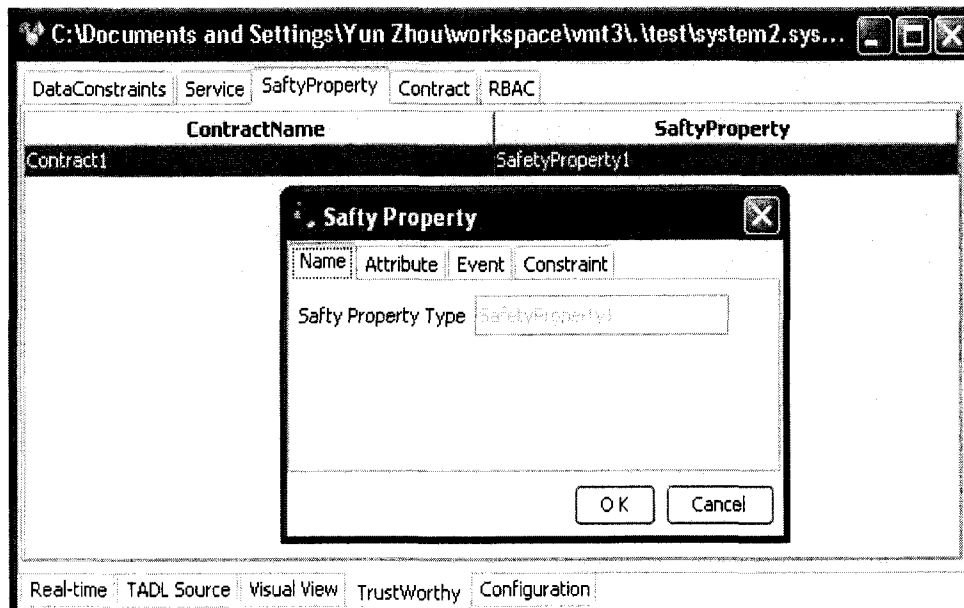 C:\Documents and Settings\Yun Zhou\workspace\vmt3\.\test\system2.sys...
DataConstraints Service SaftyProperty Contract RBAC
ContractName SaftyProperty
Contract1 SafetyProperty1
Safty Property
Name Attribute Event Constraint
Safty Property Type SafetyProperty1
OK Cancel
Real-time TADL Source Visual View TrustWorthy Configuration